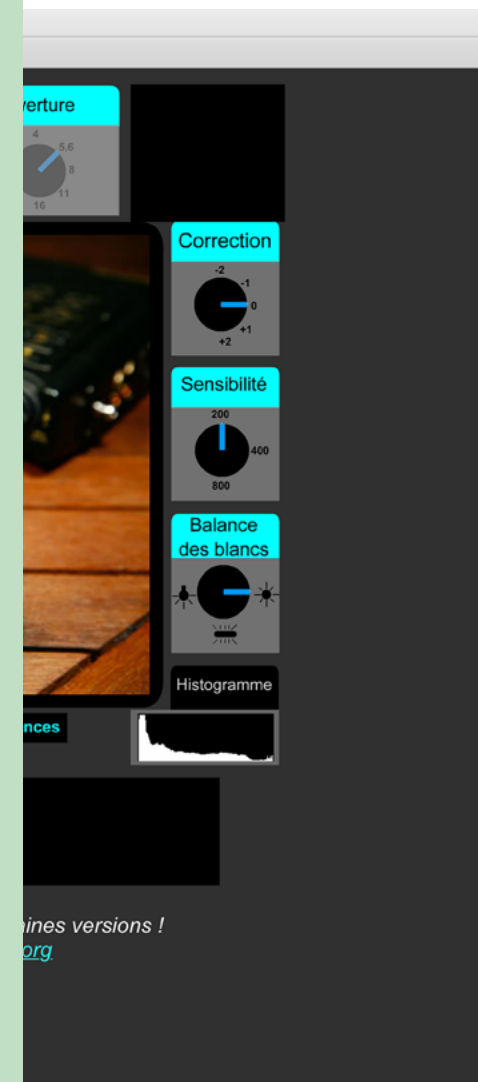 verture
4
5,6
8
11
16
Correction
-2
-1
0
+1
+2
Sensibilité
200
400
800
Balance
des blancs
Histogramme
nces
aines versions !
org